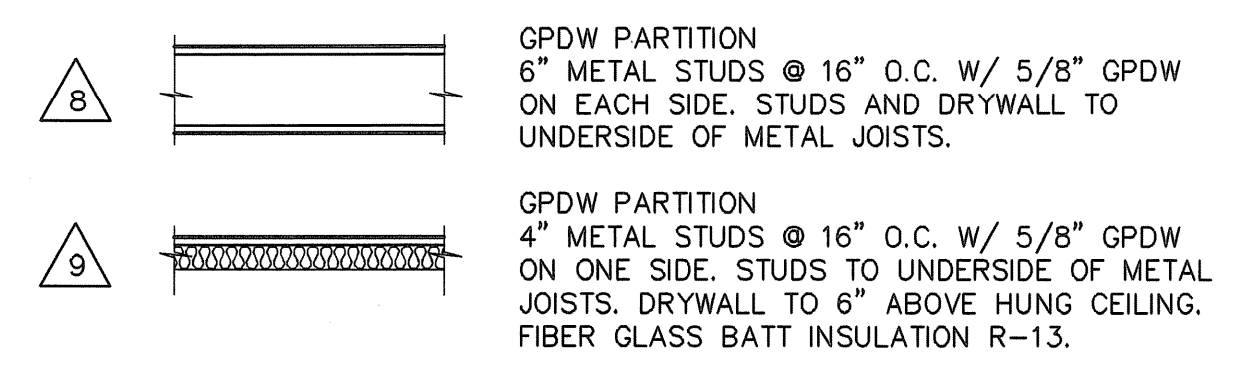 8
GPDW PARTITION
6” METAL STUDS @ 16” O.C. W/ 5/8” GPDW
ON EACH SIDE. STUDS AND DRYWALL TO
UNDERSIDE OF METAL JOISTS.
9
GPDW PARTITION
4” METAL STUDS @ 16” O.C. W/ 5/8” GPDW
ON ONE SIDE. STUDS TO UNDERSIDE OF METAL
JOISTS. DRYWALL TO 6” ABOVE HUNG CEILING.
FIBER GLASS BATT INSULATION R–13.